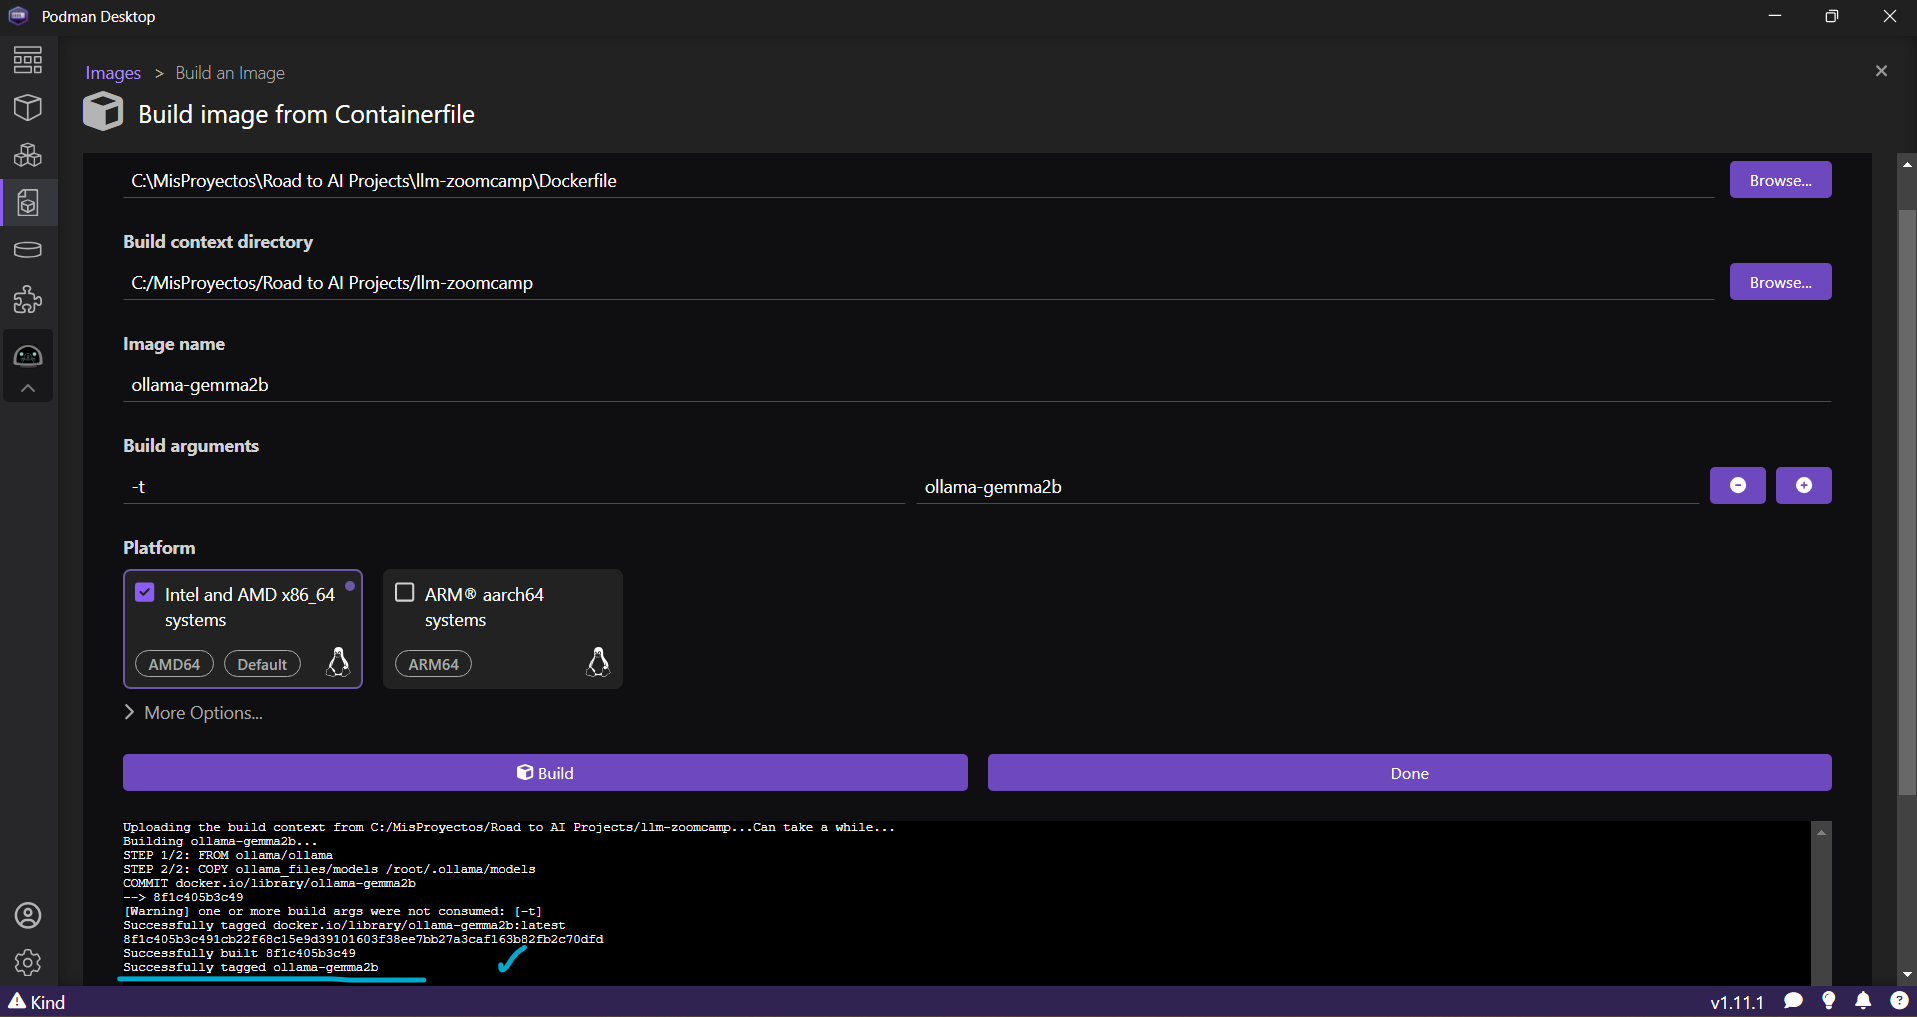 Podman Desktop
Images > Build an Image
Build image from Containerfile
C:\MisProyectos\Road to AI Projects\llm-zoomcamp\Dockerfile
Browse...
Build context directory
C:/MisProyectos/Road to AI Projects/llm-zoomcamp
Browse...
Image name
ollama-gemma2b
Build arguments
-t
ollama-gemma2b
Platform
Intel and AMD x86_64
systems
AMD64
Default
ARM® aarch64
systems
ARM64
More Options...
Build
Done
Uploading the build context from C:/MisProyectos/Road to AI Projects/llm-zoomcamp...Can take a while...
Building ollama-gemma2b...
STEP 1/2: FROM ollama/ollama
STEP 2/2: COPY ollama_files/models /root/.ollama/models
COMMIT docker.io/library/ollama-gemma2b
--> 8f1c405b3c49
[Warning] one or more build args were not consumed: [-t]
Successfully tagged docker.io/library/ollama-gemma2b:latest
8f1c405b3c491cb22f68c15e9d39101603f38ee7bb27a3caf163b82fb2c70dfd
Successfully built 8f1c405b3c49
Successfully tagged ollama-gemma2b
Kind
v1.11.1